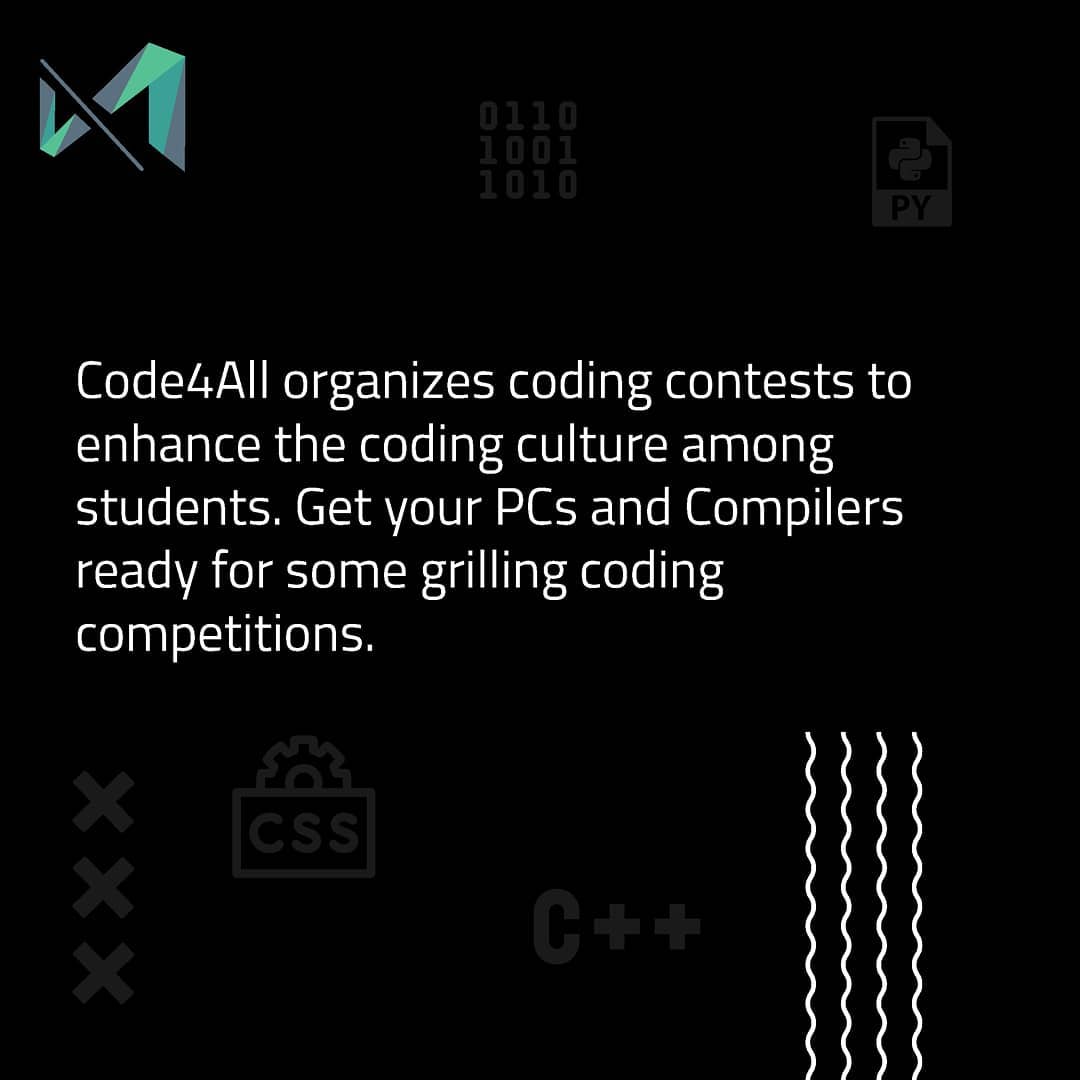 0110
1001
1010
PY
Code4All organizes coding contests to
enhance the coding culture among
students. Get your PCs and Compilers
ready for some grilling coding
competitions.
CSS
C++